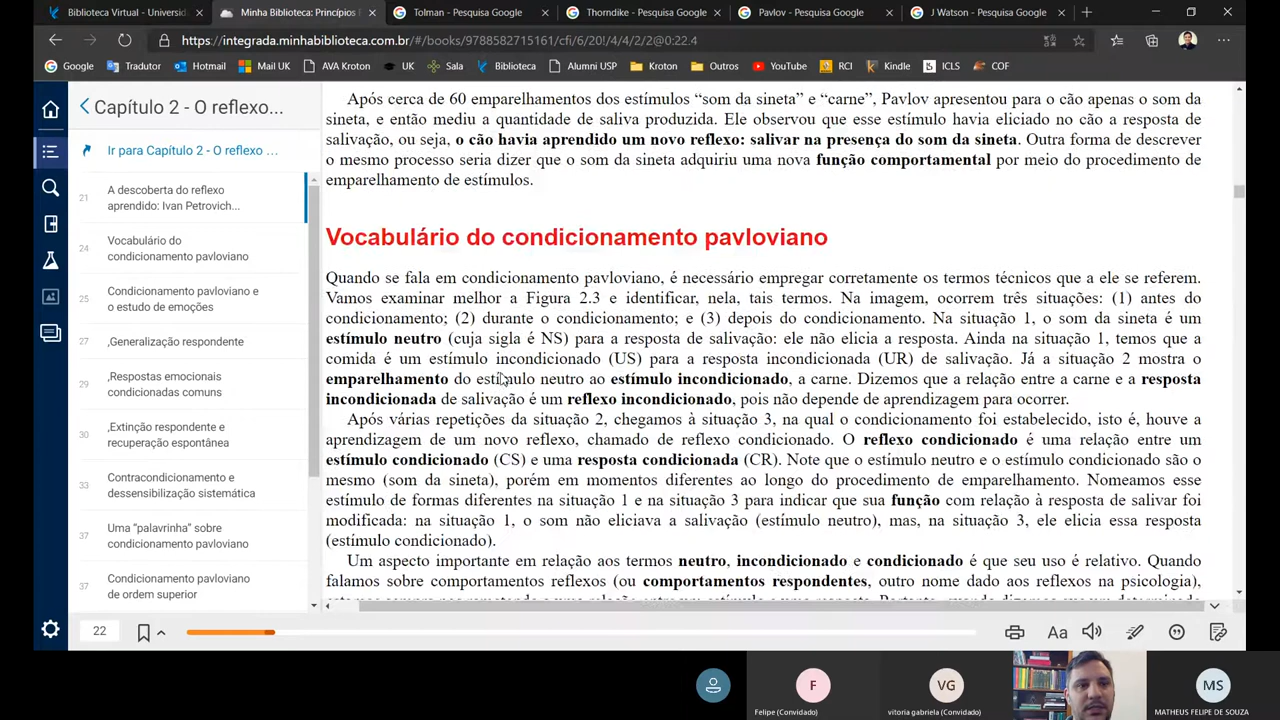 Biblioteca Virtual - Universi
Minha Biblioteca: Princípios
Tolman - Pesquisa Google
Thorndike - Pesquisa Google
Pavlov - Pesquisa Google
J Watson - Pesquisa Google
https://integrada.minhabiblioteca.com.br/#/books/9788582715161/cfi/6/20!/4/4/2/2@0:22.4
Google
Tradutor
Hotmail
Mail UK
AVA Kroton
UK
Sala
Biblioteca
Alumni USP
Kroton
Outros
YouTube
RCI
Kindle
ICLS
COF
Capítulo 2 - O reflexo...
Ir para Capítulo 2 - O reflexo ...
21
A descoberta do reflexo
aprendido: Ivan Petrovich...
24
Vocabulário do
condicionamento pavloviano
25
Condicionamento pavloviano e
o estudo de emoções
27
,Generalização respondente
29
,Respostas emocionais
condicionadas comuns
30
,Extinção respondente e
recuperação espontânea
33
Contracondicionamento e
dessensibilização sistemática
37
Uma “palavrinha” sobre
condicionamento pavloviano
37
Condicionamento pavloviano
de ordem superior
Após cerca de 60 emparelhamentos dos estímulos “som da sineta” e “carne”, Pavlov apresentou para o cão apenas o som da
sineta, e então mediu a quantidade de saliva produzida. Ele observou que esse estímulo havia eliciado no cão a resposta de
salivação, ou seja, o cão havia aprendido um novo reflexo: salivar na presença do som da sineta. Outra forma de descrever
o mesmo processo seria dizer que o som da sineta adquiriu uma nova função comportamental por meio do procedimento de
emparelhamento de estímulos.
Vocabulário do condicionamento pavloviano
Quando se fala em condicionamento pavloviano, é necessário empregar corretamente os termos técnicos que a ele se referem.
Vamos examinar melhor a Figura 2.3 e identificar, nela, tais termos. Na imagem, ocorrem três situações: (1) antes do
condicionamento; (2) durante o condicionamento; e (3) depois do condicionamento. Na situação 1, o som da sineta é um
estímulo neutro (cuja sigla é NS) para a resposta de salivação: ele não elicia a resposta. Ainda na situação 1, temos que a
comida é um estímulo incondicionado (US) para a resposta incondicionada (UR) de salivação. Já a situação 2 mostra o
emparelhamento do estímulo neutro ao estímulo incondicionado, a carne. Dizemos que a relação entre a carne e a resposta
incondicionada de salivação é um reflexo incondicionado, pois não depende de aprendizagem para ocorrer.
Após várias repetições da situação 2, chegamos à situação 3, na qual o condicionamento foi estabelecido, isto é, houve a
aprendizagem de um novo reflexo, chamado de reflexo condicionado. O reflexo condicionado é uma relação entre um
estímulo condicionado (CS) e uma resposta condicionada (CR). Note que o estímulo neutro e o estímulo condicionado são o
mesmo (som da sineta), porém em momentos diferentes ao longo do procedimento de emparelhamento. Nomeamos esse
estímulo de formas diferentes na situação 1 e na situação 3 para indicar que sua função com relação à resposta de salivar foi
modificada: na situação 1, o som não eliciava a salivação (estímulo neutro), mas, na situação 3, ele elicia essa resposta
(estímulo condicionado).
Um aspecto importante em relação aos termos neutro, incondicionado e condicionado é que seu uso é relativo. Quando
falamos sobre comportamentos reflexos (ou comportamentos respondentes, outro nome dado aos reflexos na psicologia),
22
Aa
F
VG
MS
Felipe (Convidado)
vitoria gabriela (Convidado)
MATHEUS FELIPE DE SOUZA